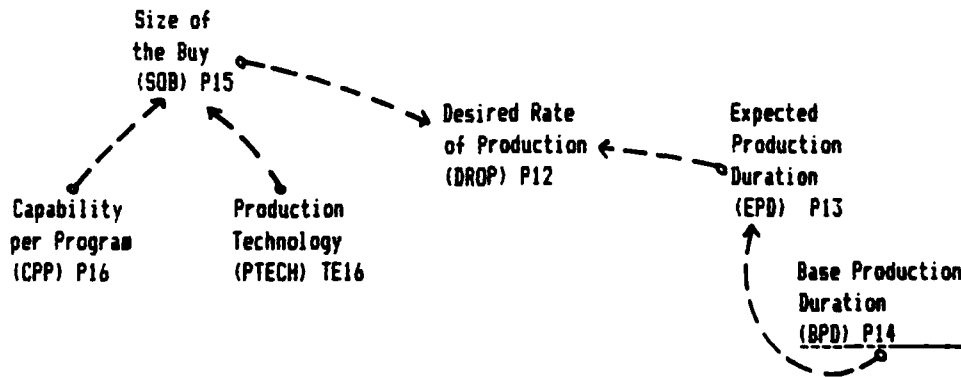 Size of
the Buy
(SOB) P15
Desired Rate
of Production
(DROP) P12
Expected
Production
Duration
(EPD) P13
Capability
per Program
(CPP) P16
Production
Technology
(PTECH) TE16
Base Production
Duration
(BPD) P14